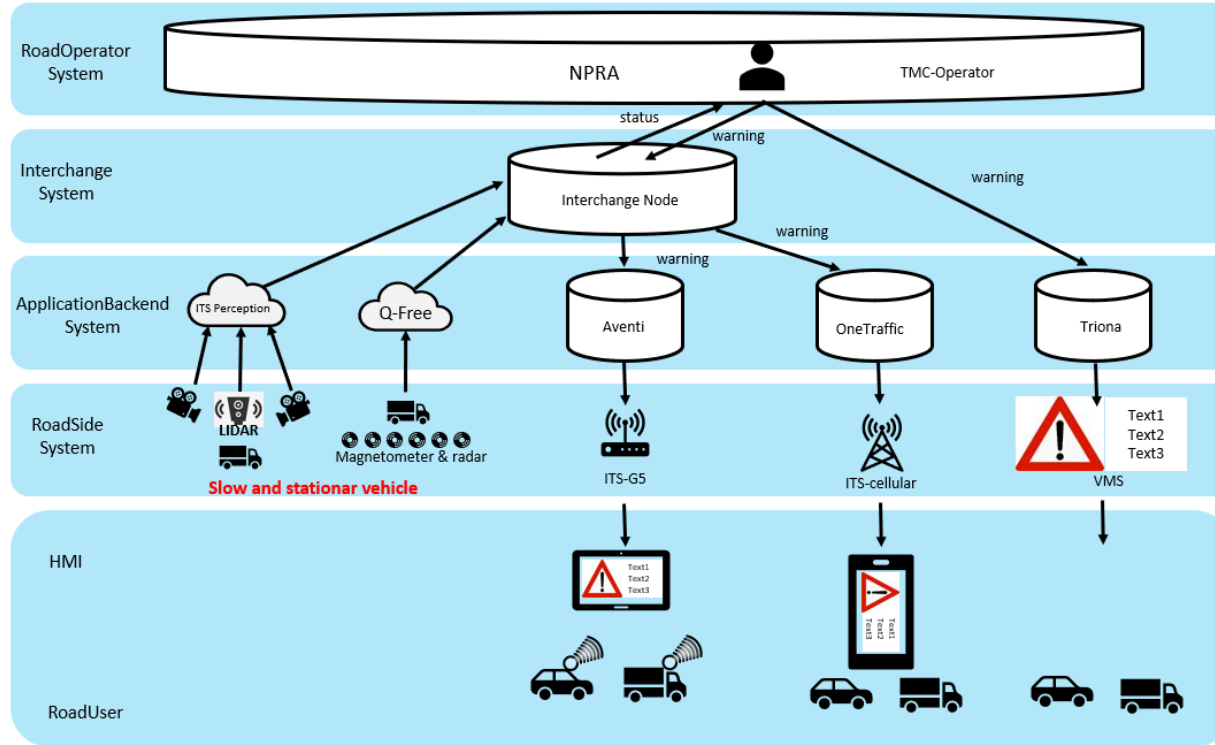 RoadOperator
System
NPRA
TMC-Operator
status
warning
Interchange
System
Interchange Node
warning
warning
warning
ApplicationBackend
System
ITS Perception
Q-Free
Aventi
OneTraffic
Triona
RoadSide
System
LIDAR
Magnetometer & radar
Slow and stationar vehicle
ITS-G5
ITS-cellular
Text1
Text2
Text3
VMS
HMI
Text1
Text2
Text3
Text1
Text2
Text3
RoadUser